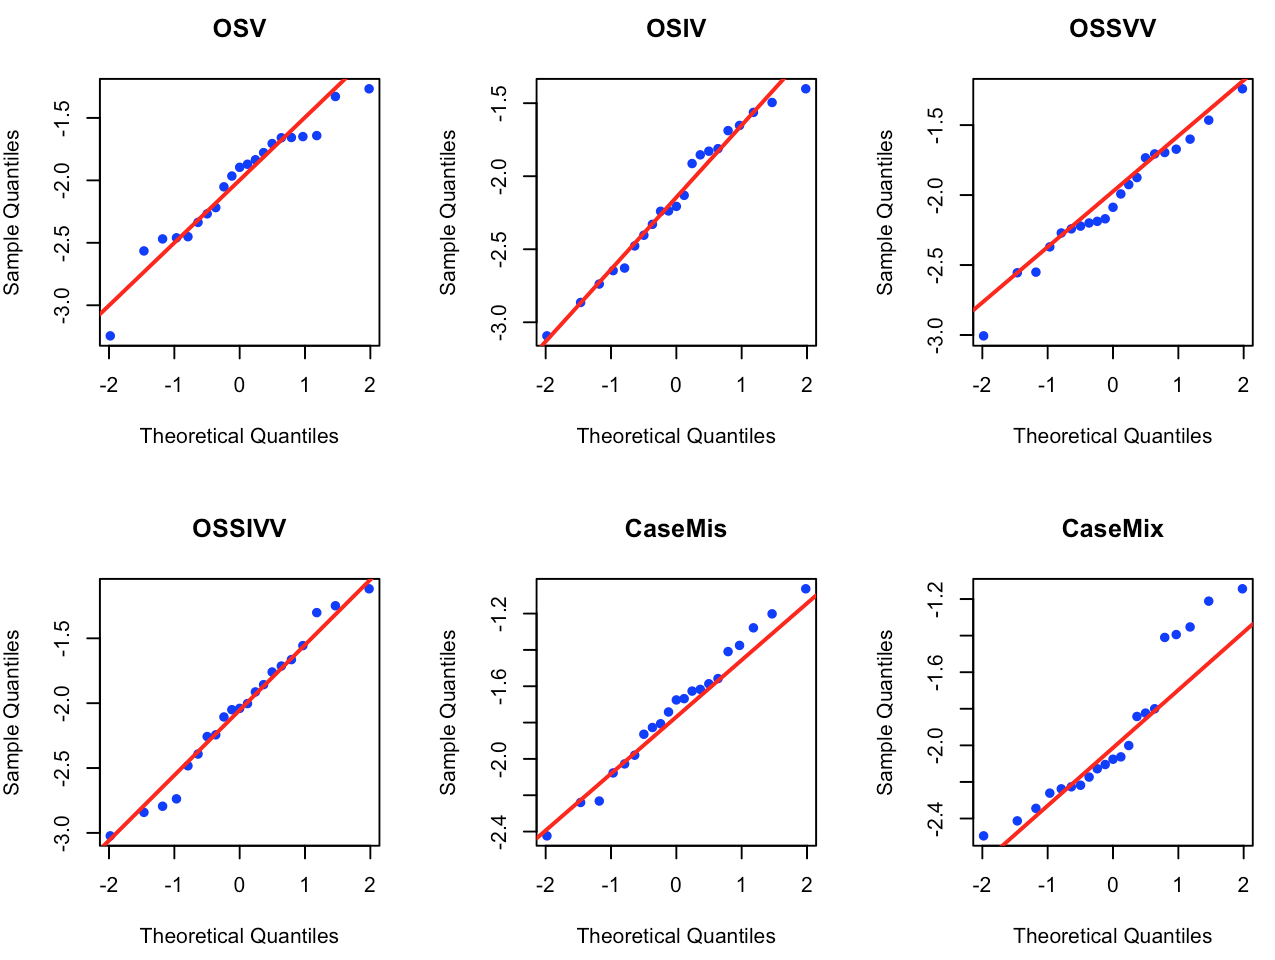 OSV
Sample Quantiles
-1.5
-2.0
-2.5
-3.0
-2 -1 0 1 2
Theoretical Quantiles
OSIV
Sample Quantiles
-1.5
-2.0
-2.5
-3.0
-2 -1 0 1 2
Theoretical Quantiles
OSSVV
Sample Quantiles
-1.5
-2.0
-2.5
-3.0
-2 -1 0 1 2
Theoretical Quantiles
OSSIVV
Sample Quantiles
-1.5
-2.0
-2.5
-3.0
-2 -1 0 1 2
Theoretical Quantiles
CaseMis
Sample Quantiles
-1.2
-1.6
-2.0
-2.4
-2 -1 0 1 2
Theoretical Quantiles
CaseMix
Sample Quantiles
-1.2
-1.6
-2.0
-2.4
-2 -1 0 1 2
Theoretical Quantiles